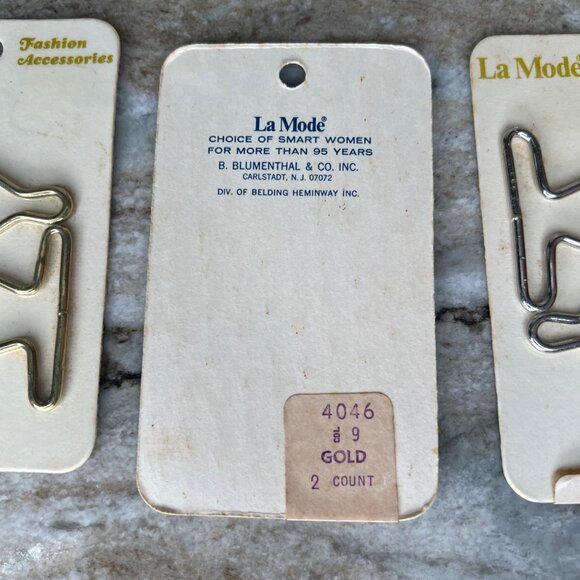 Fashion
Accessories
La Mode®
CHOICE OF SMART WOMEN
FOR MORE THAN 95 YEARS
B. BLUMENTHAL & CO. INC.
CARLSTADT, N. J. 07072
DIV. OF BELDING HEMINWAY INC.
4046
9
GOLD
2 COUNT
La Mode®